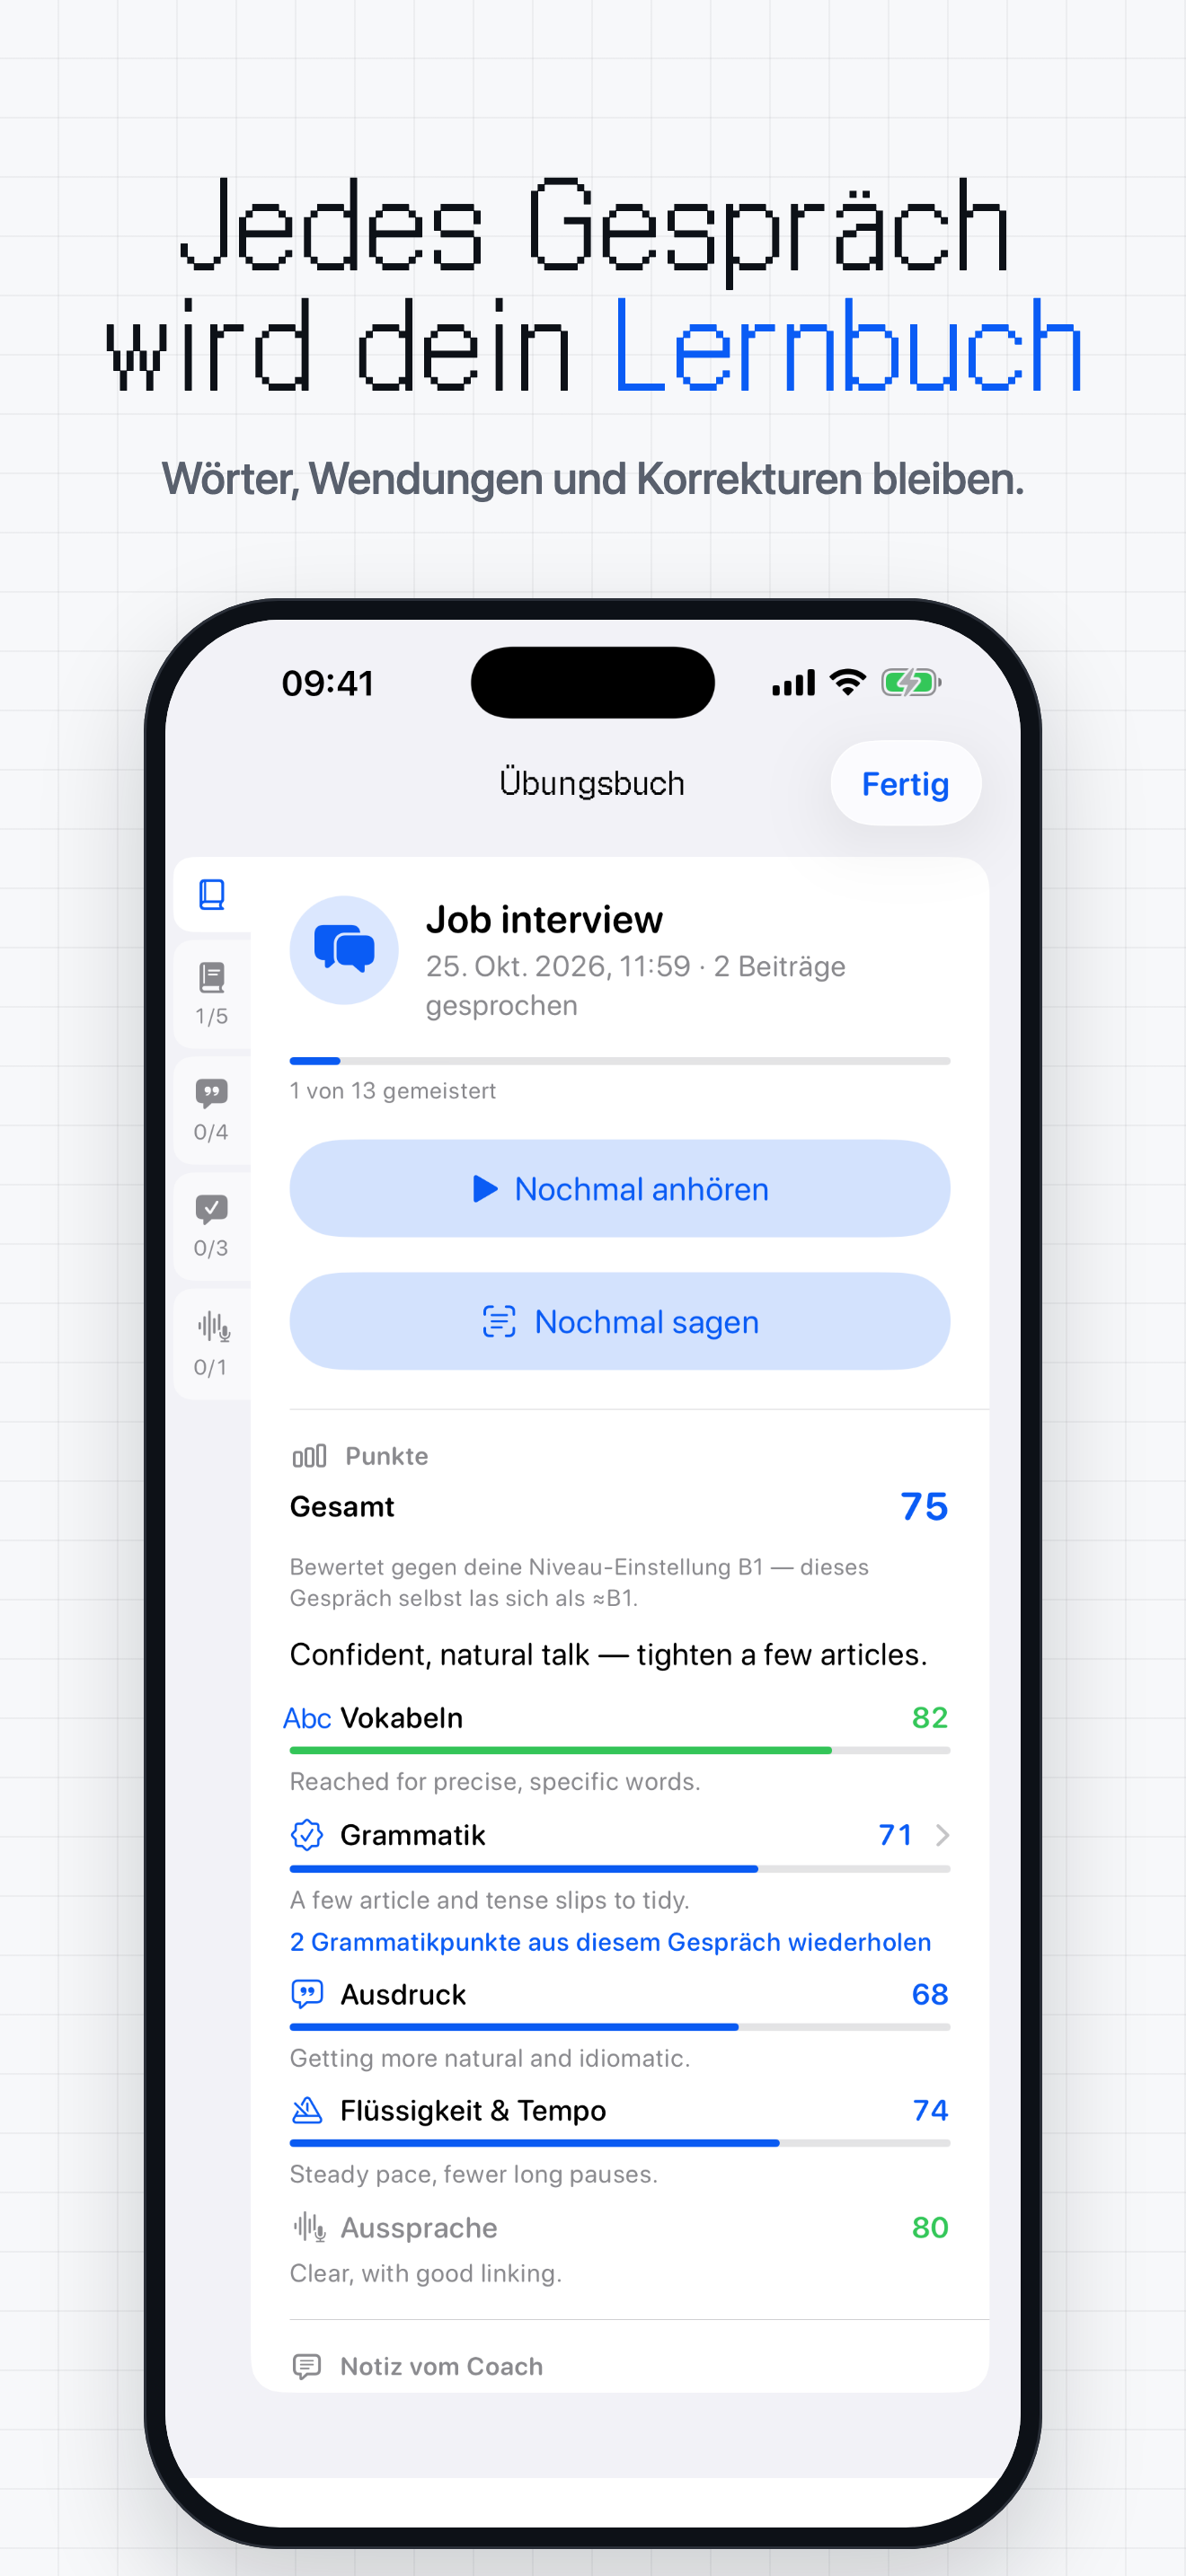 Jedes Gespräch
wird dein Lernbuch
Wörter, Wendungen und Korrekturen bleiben.
09:41
Übungsbuch
Fertig
Job interview
25. Okt. 2026, 11:59 · 2 Beiträge
gesprochen
1/5
0/4
0/3
0/1
1 von 13 gemeistert
Nochmal anhören
Nochmal sagen
Punkte
Gesamt 75
Bewertet gegen deine Niveau-Einstellung B1 — dieses
Gespräch selbst las sich als ≈B1.
Confident, natural talk — tighten a few articles.
Abc Vokabeln 82
Reached for precise, specific words.
Grammatik 71
A few article and tense slips to tidy.
2 Grammatikpunkte aus diesem Gespräch wiederholen
Ausdruck 68
Getting more natural and idiomatic.
Flüssigkeit & Tempo 74
Steady pace, fewer long pauses.
Aussprache 80
Clear, with good linking.
Notiz vom Coach